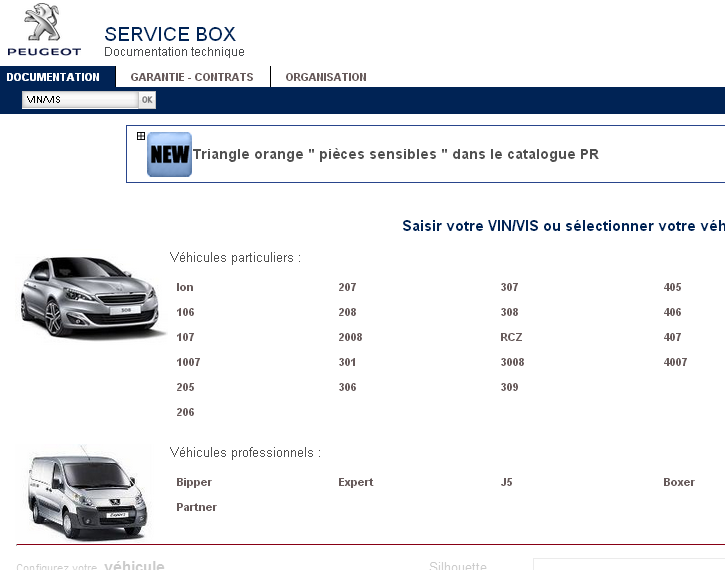 PEUGEOT
SERVICE BOX
Documentation technique
DOCUMENTATION GARANTIE - CONTRATS ORGANISATION
VIN/VIS OK
NEW Triangle orange " pièces sensibles " dans le catalogue PR
Saisir votre VIN/VIS ou sélectionner votre véh
Véhicules particuliers :
Ion 207 307 405
106 208 308 406
107 2008 RCZ 407
1007 301 3008 4007
205 306 309
206
308
Véhicules professionnels :
Bipper Expert J5 Boxer
Partner
Expert
Configurez votre véhicule Silhouette